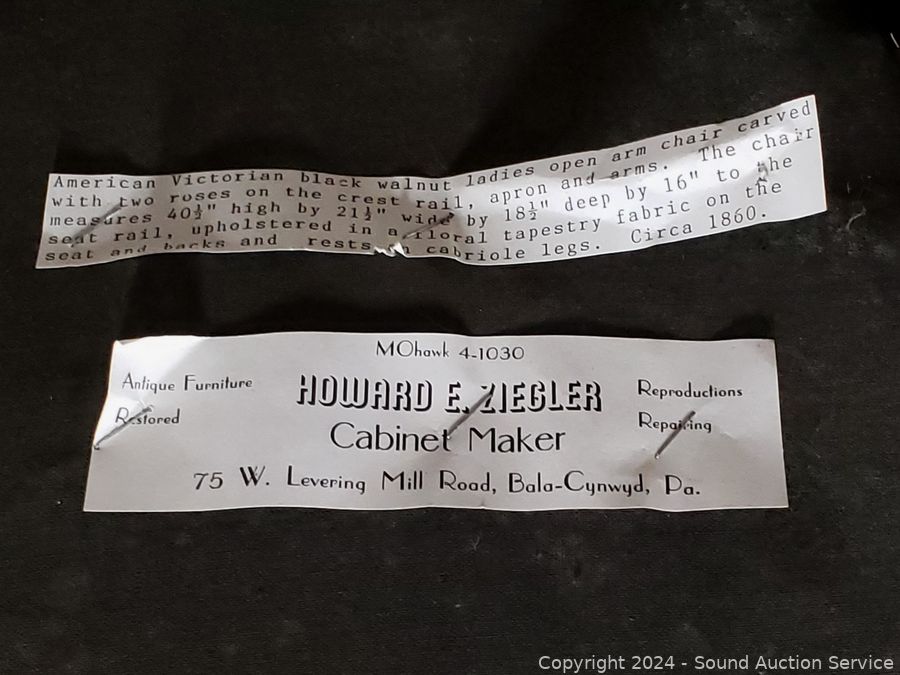 American Victorian black walnut ladies open arm chair carved
with two roses on the crest rail, apron and arms. The chair
measures 40½" high by 21½" wide by 18½" deep by 16" to the
seat rail, upholstered in a floral tapestry fabric on the
seat and backs and rests on cabriole legs. Circa 1860.
MOhawk 4-1030
Antique Furniture
Restored
HOWARD E. ZIEGLER
Cabinet Maker
Reproductions
Repairing
75 W. Levering Mill Road, Bala-Cynwyd, Pa.
Copyright 2024 - Sound Auction Service